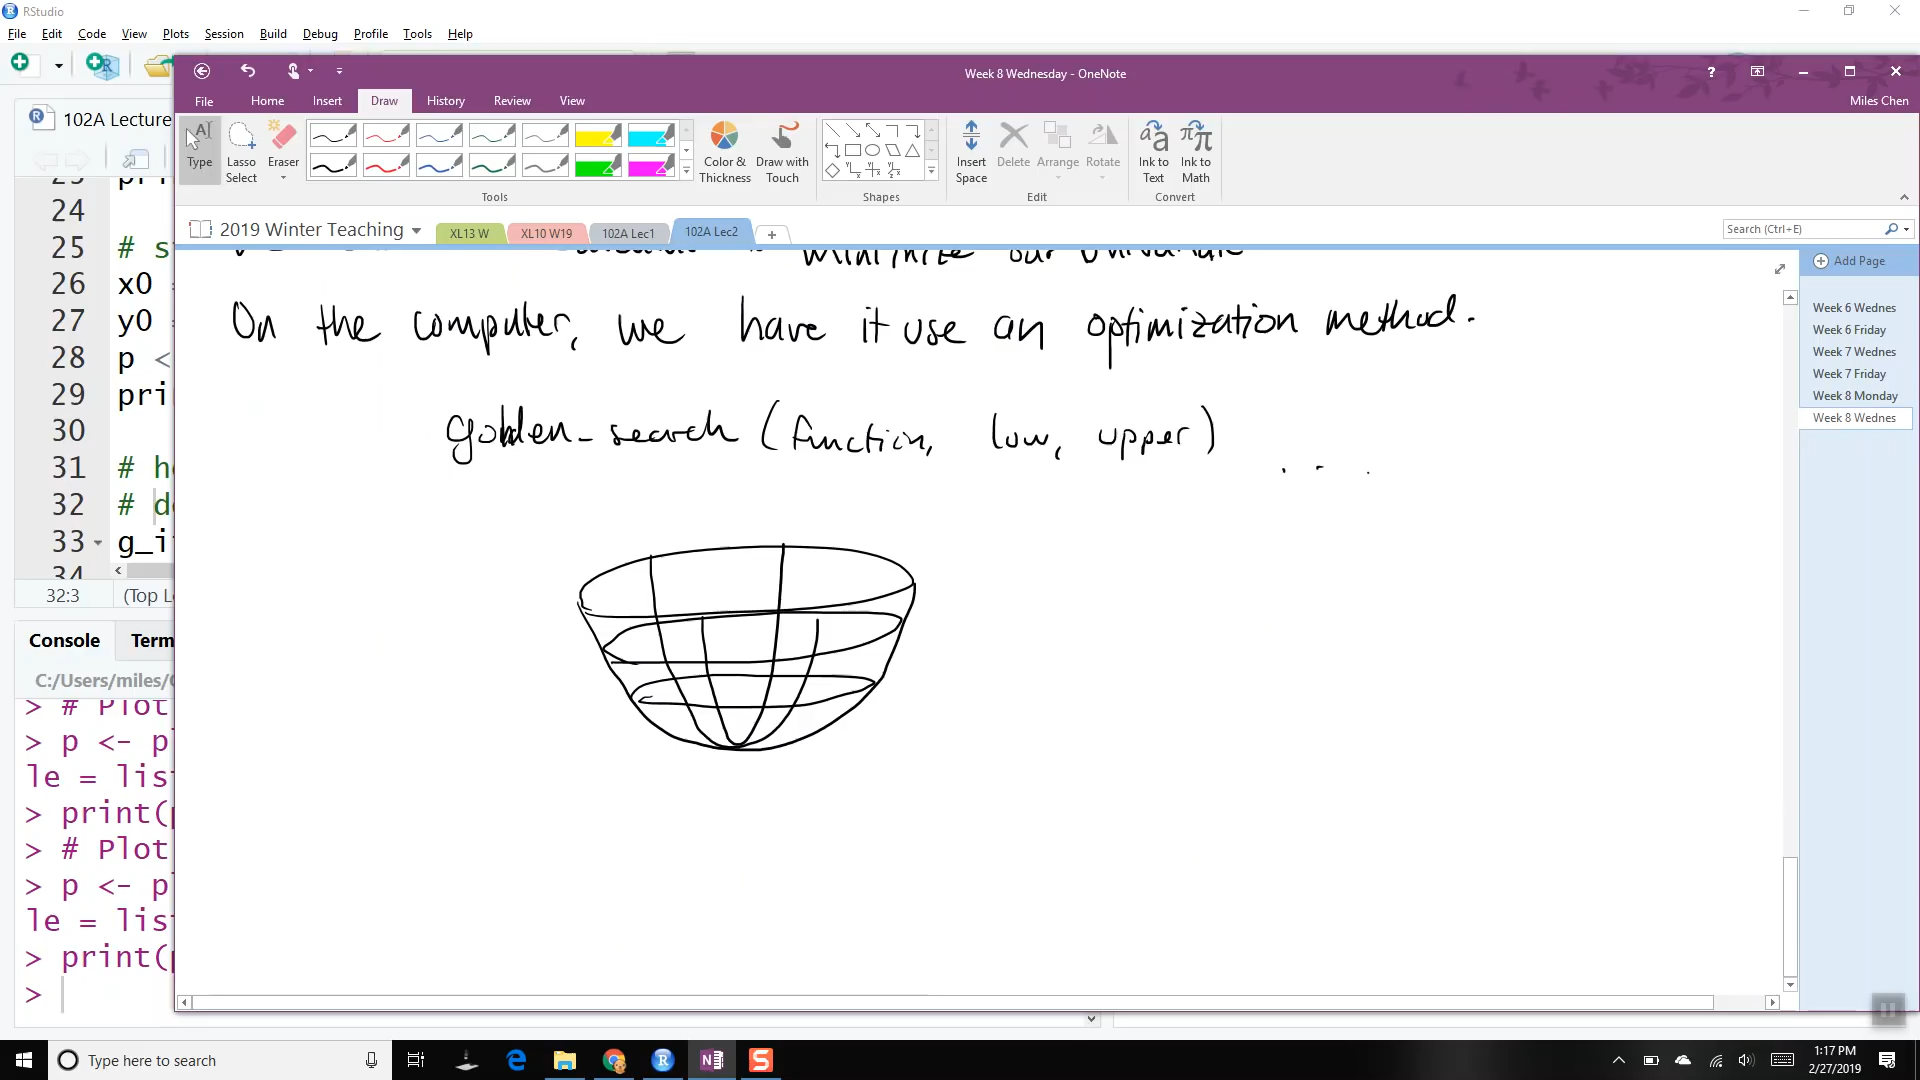 RStudio
File Edit Code View Plots Session Build Debug Profile Tools Help
Week 8 Wednesday - OneNote
File Home Insert Draw History Review View
Miles Chen
Type
Lasso Select
Eraser
Color & Thickness
Draw with Touch
Insert Space
Delete
Arrange
Rotate
Ink to Text
Ink to Math
Tools
Shapes
Edit
Convert
2019 Winter Teaching
XL13 W
XL10 W19
102A Lec1
102A Lec2
Search (Ctrl+E)
Add Page
Week 6 Wednes
Week 6 Friday
Week 7 Wednes
Week 7 Friday
Week 8 Monday
Week 8 Wednes
minimize our univariate
On the computer, we have it use an optimization method.
golden-search (function, low, upper)
102A Lecture
pri
24
25 # s
26 x0
27 y0
28 p <
29 pri
30
31 # h
32 # d
33 g_i
34
32:3 (Top L
Console Term
C:/Users/miles/
> # Plot
> p <- p
le = lis
> print(
> # Plot
> p <- p
le = lis
> print(
>
Type here to search
1:17 PM
2/27/2019